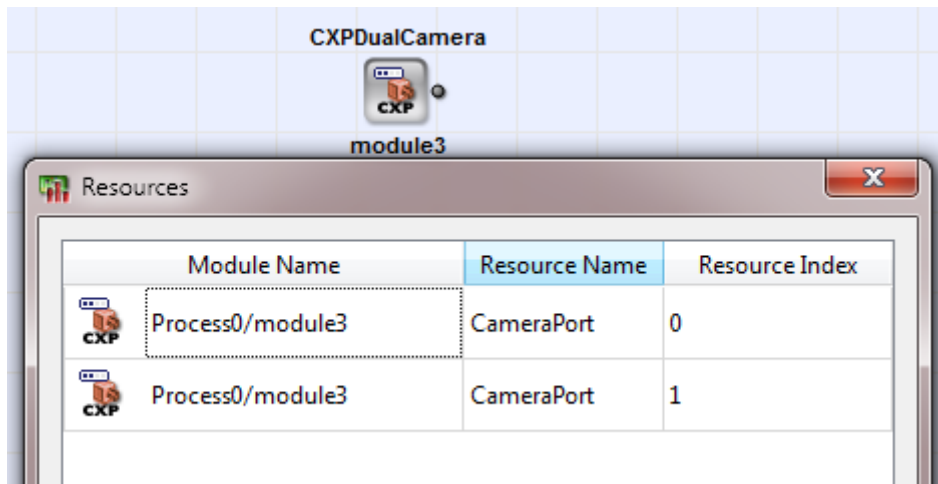 CXPDualCamera
CXP
module3
Resources
Module Name Resource Name Resource Index
CXP Process0/module3 CameraPort 0
CXP Process0/module3 CameraPort 1